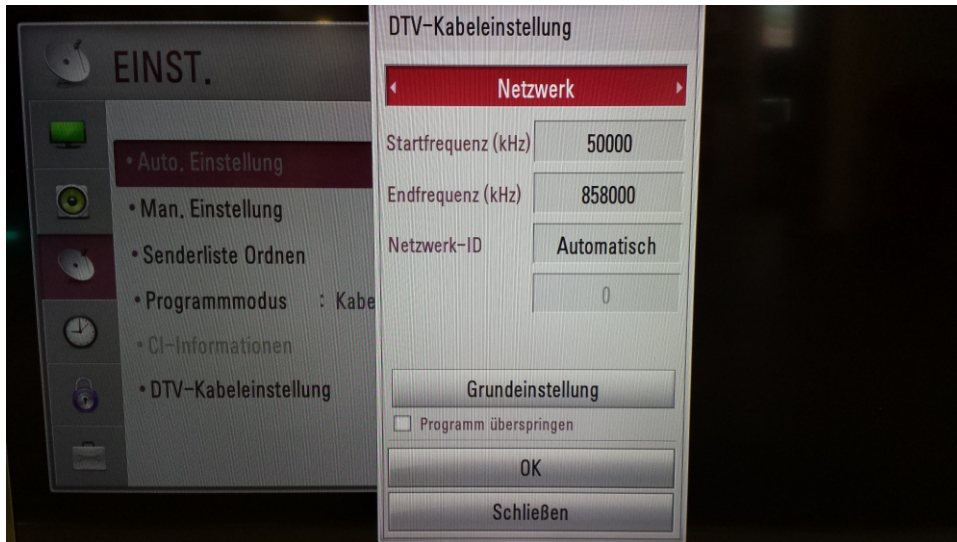 EINST.
• Auto. Einstellung
• Man. Einstellung
• Senderliste Ordnen
• Programmmodus : Kabe
• CI-Informationen
• DTV-Kabeleinstellung
DTV-Kabeleinstellung
Netzwerk
Startfrequenz (kHz) 50000
Endfrequenz (kHz) 858000
Netzwerk-ID Automatisch
0
Grundeinstellung
Programm überspringen
OK
Schließen